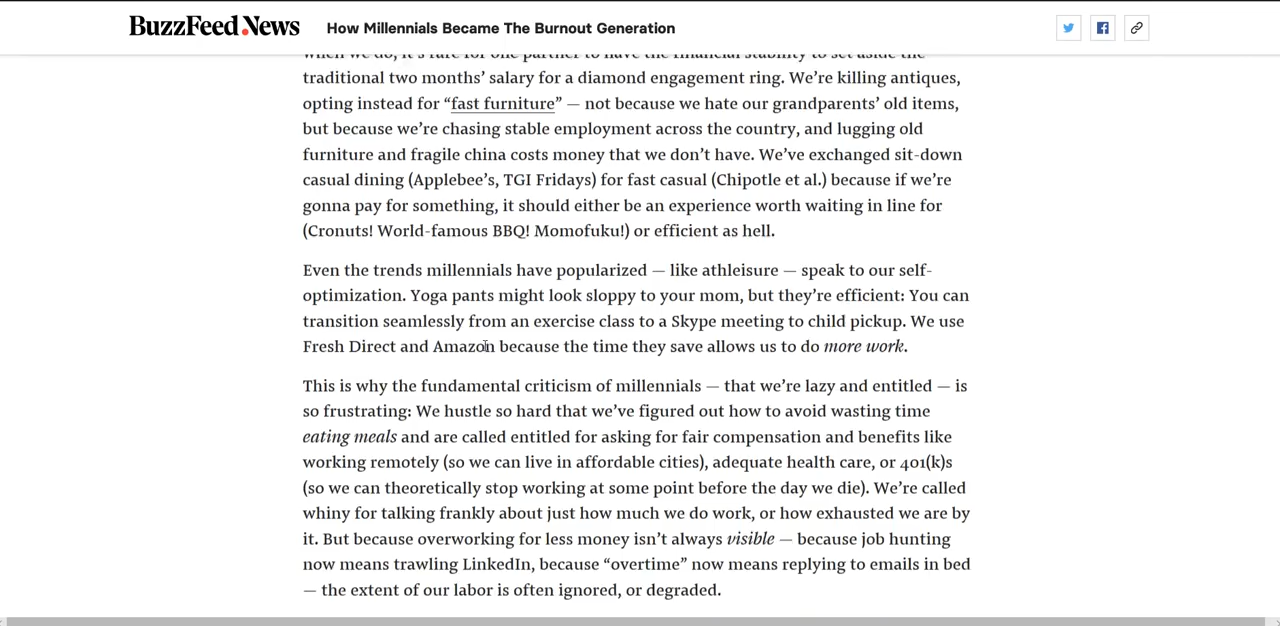 BuzzFeed News
How Millennials Became The Burnout Generation
when we do, it's rare for one partner to have the financial stability to set aside the
traditional two months’ salary for a diamond engagement ring. We’re killing antiques,
opting instead for “fast furniture” — not because we hate our grandparents’ old items,
but because we’re chasing stable employment across the country, and lugging old
furniture and fragile china costs money that we don’t have. We’ve exchanged sit-down
casual dining (Applebee’s, TGI Fridays) for fast casual (Chipotle et al.) because if we’re
gonna pay for something, it should either be an experience worth waiting in line for
(Cronuts! World-famous BBQ! Momofuku!) or efficient as hell.
Even the trends millennials have popularized — like athleisure — speak to our self-
optimization. Yoga pants might look sloppy to your mom, but they’re efficient: You can
transition seamlessly from an exercise class to a Skype meeting to child pickup. We use
Fresh Direct and Amazon because the time they save allows us to do more work.
This is why the fundamental criticism of millennials — that we’re lazy and entitled — is
so frustrating: We hustle so hard that we’ve figured out how to avoid wasting time
eating meals and are called entitled for asking for fair compensation and benefits like
working remotely (so we can live in affordable cities), adequate health care, or 401(k)s
(so we can theoretically stop working at some point before the day we die). We’re called
whiny for talking frankly about just how much we do work, or how exhausted we are by
it. But because overworking for less money isn’t always visible — because job hunting
now means trawling LinkedIn, because “overtime” now means replying to emails in bed
— the extent of our labor is often ignored, or degraded.